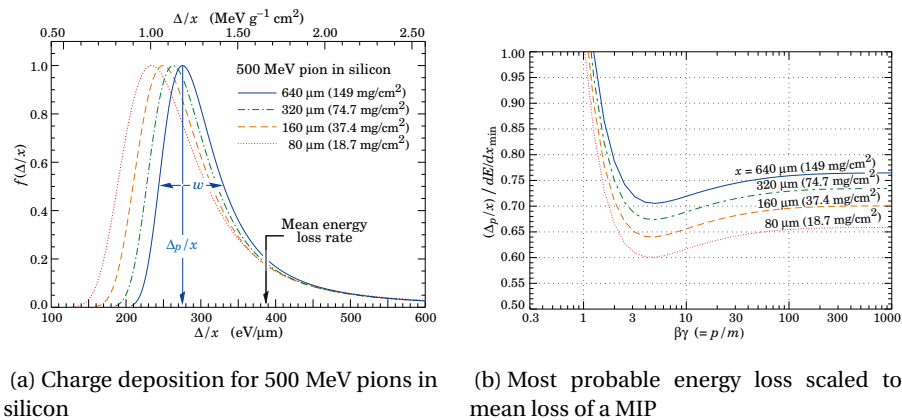 Δ/x (MeV g⁻¹ cm²)
0.50 1.00 1.50 2.00 2.50
1.0
0.8
0.6
0.4
0.2
0.0
f(Δ/x)
500 MeV pion in silicon
640 µm (149 mg/cm²)
320 µm (74.7 mg/cm²)
160 µm (37.4 mg/cm²)
80 µm (18.7 mg/cm²)
w
Δp/x
Mean energy
loss rate
100 200 300 400 500 600
Δ/x (eV/µm)
(a) Charge deposition for 500 MeV pions in
silicon
1.00
0.95
0.90
0.85
0.80
0.75
0.70
0.65
0.60
0.55
0.50
(Δp/x) / dE/dx min
x = 640 µm (149 mg/cm²)
320 µm (74.7 mg/cm²)
160 µm (37.4 mg/cm²)
80 µm (18.7 mg/cm²)
0.3 1 3 10 30 100 300 1000
βγ (= p/m)
(b) Most probable energy loss scaled to
mean loss of a MIP